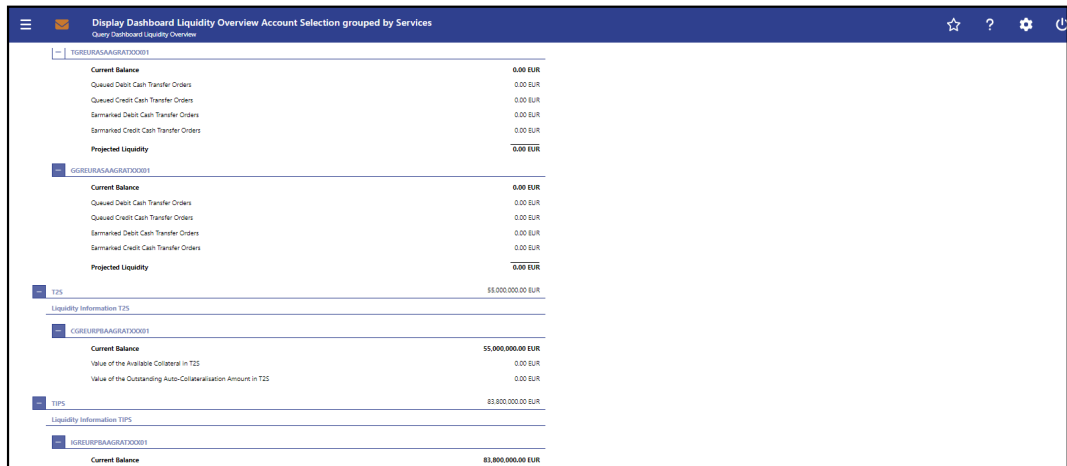 Display Dashboard Liquidity Overview Account Selection grouped by Services
Query Dashboard Liquidity Overview
TGREURASAAGRATXXX01
Current Balance 0.00 EUR
Queued Debit Cash Transfer Orders 0.00 EUR
Queued Credit Cash Transfer Orders 0.00 EUR
Earmarked Debit Cash Transfer Orders 0.00 EUR
Earmarked Credit Cash Transfer Orders 0.00 EUR
Projected Liquidity 0.00 EUR
GGREURASAAGRATXXX01
Current Balance 0.00 EUR
Queued Debit Cash Transfer Orders 0.00 EUR
Queued Credit Cash Transfer Orders 0.00 EUR
Earmarked Debit Cash Transfer Orders 0.00 EUR
Earmarked Credit Cash Transfer Orders 0.00 EUR
Projected Liquidity 0.00 EUR
T2S 55,000,000.00 EUR
Liquidity Information T2S
CGREURPBAAGRATXXX01
Current Balance 55,000,000.00 EUR
Value of the Available Collateral in T2S 0.00 EUR
Value of the Outstanding Auto-Collateralisation Amount in T2S 0.00 EUR
TIPS 83,800,000.00 EUR
Liquidity Information TIPS
IGREURPBAAGRATXXX01
Current Balance 83,800,000.00 EUR